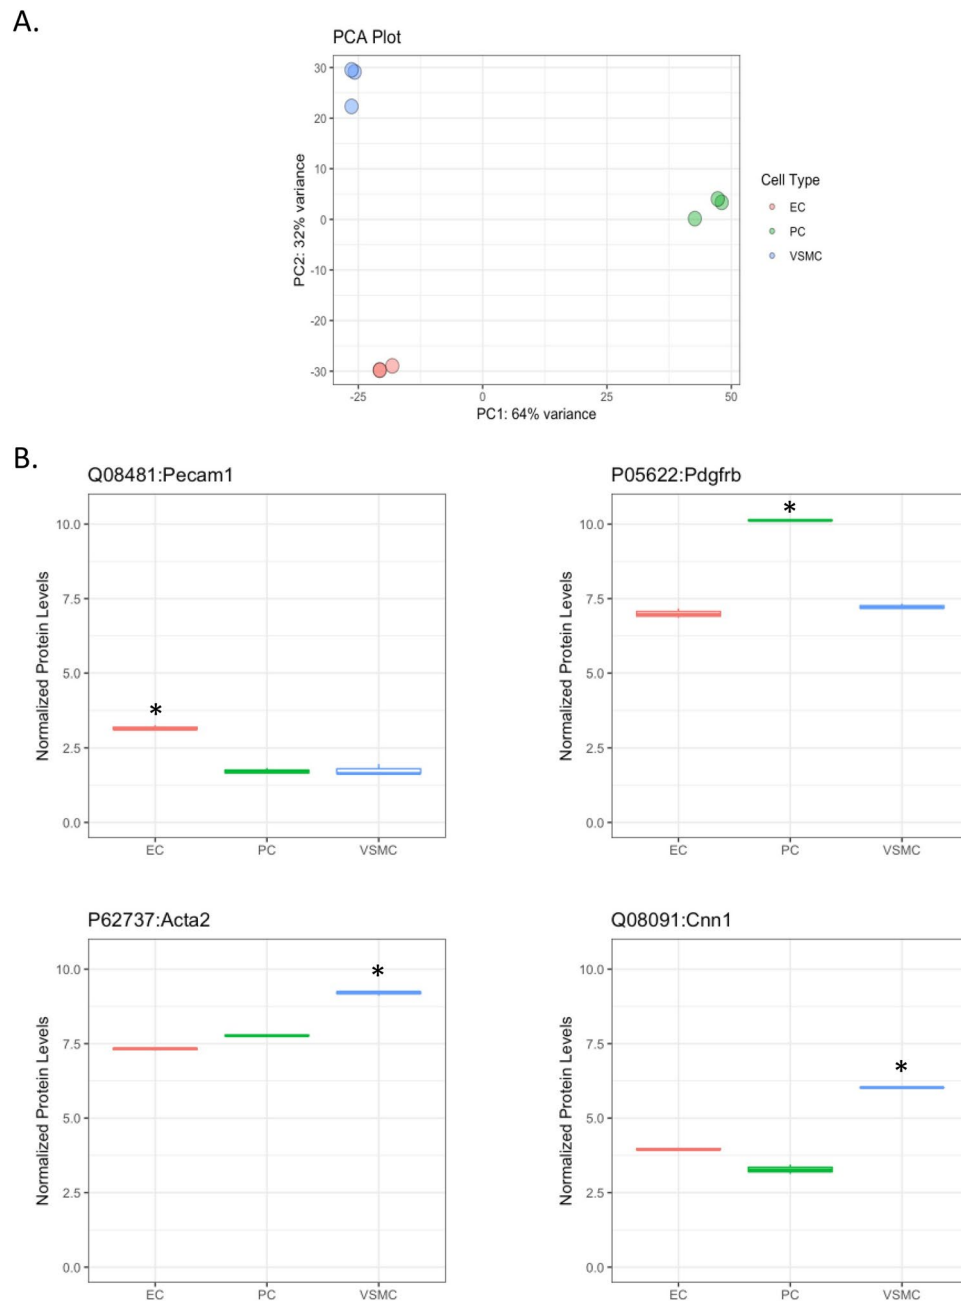 A.
PCA Plot
30
20
10
0
-10
-20
-30
PC2: 32% variance
-25
0
25
50
PC1: 64% variance
Cell Type
EC
PC
VSMC
B.
Q08481:Pecam1
Normalized Protein Levels
10.0
7.5
5.0
2.5
0.0
*
EC
PC
VSMC
P05622:Pdgfrb
Normalized Protein Levels
10.0
7.5
5.0
2.5
0.0
*
EC
PC
VSMC
P62737:Acta2
Normalized Protein Levels
10.0
7.5
5.0
2.5
0.0
*
EC
PC
VSMC
Q08091:Cnn1
Normalized Protein Levels
10.0
7.5
5.0
2.5
0.0
*
EC
PC
VSMC